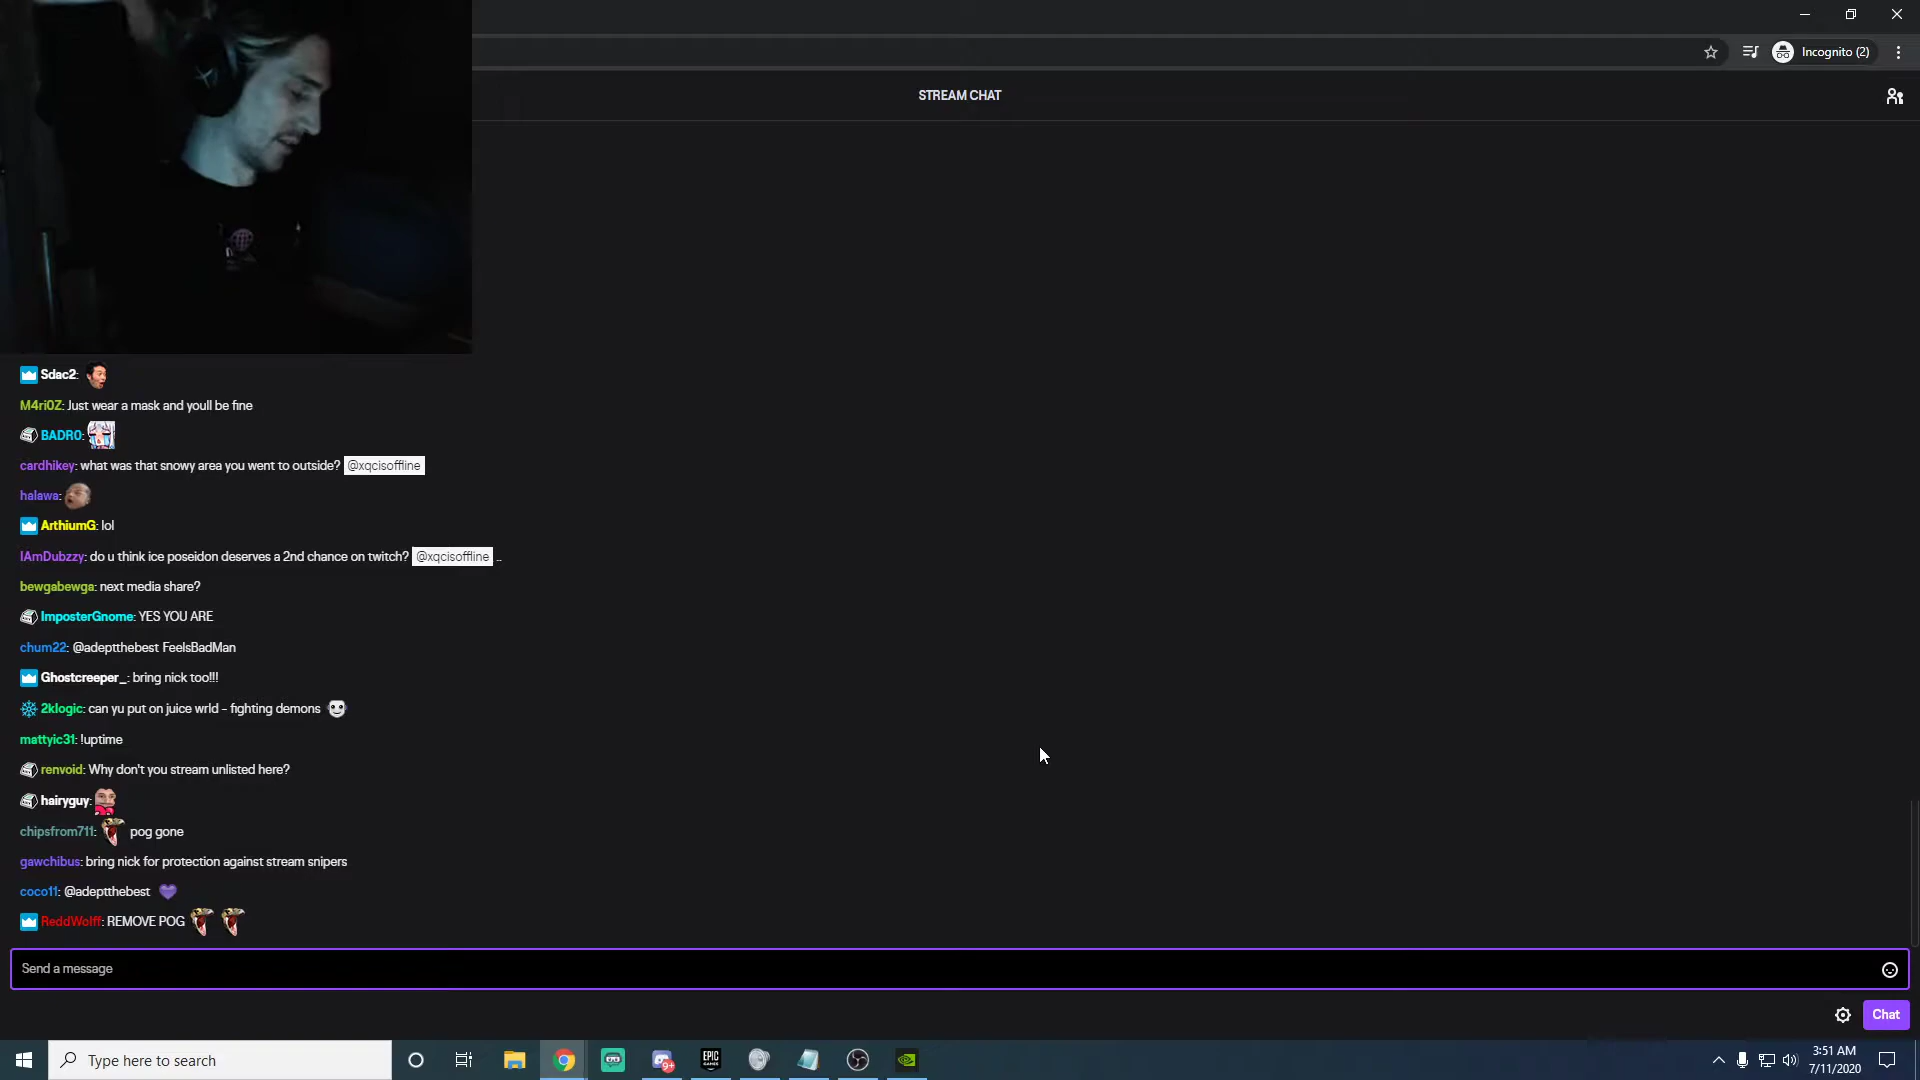 Incognito (2)
STREAM CHAT
Sdac2:
M4ri0Z: Just wear a mask and youll be fine
BADR0:
cardhikey: what was that snowy area you went to outside? @xqcisoffline
halawa:
ArthiumG: lol
IAmDubzzy: do u think ice poseidon deserves a 2nd chance on twitch? @xqcisoffline ..
bewgabewga: next media share?
ImposterGnome: YES YOU ARE
chum22: @adeptthebest FeelsBadMan
Ghostcreeper_: bring nick too!!!
2klogic: can yu put on juice wrld - fighting demons
mattyic31: !uptime
renvoid: Why don't you stream unlisted here?
hairyguy:
chipsfrom711: pog gone
gawchibus: bring nick for protection against stream snipers
coco11: @adeptthebest
ReddWolff: REMOVE POG
Send a message
Chat
Type here to search
9+
EPIC
GAMES
3:51 AM
7/11/2020